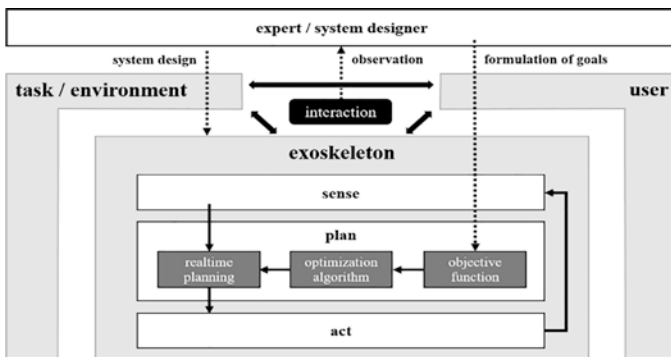 expert / system designer
system design
observation
formulation of goals
task / environment
user
interaction
exoskeleton
sense
plan
realtime
planning
optimization
algorithm
objective
function
act